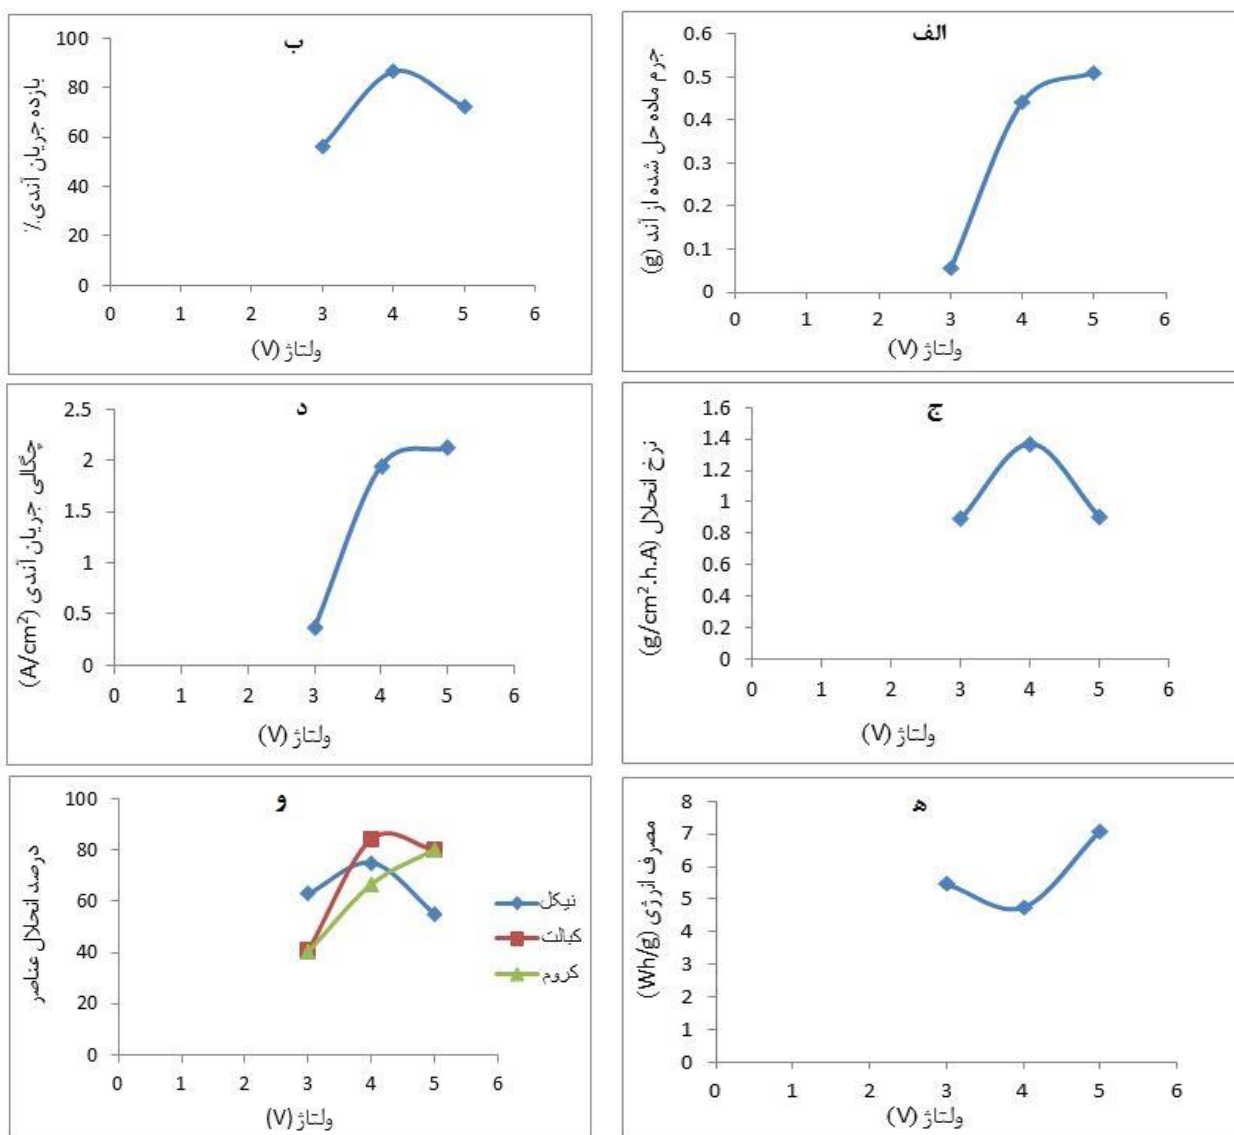 الف
جرم ماده حل شده از آند (g)
0.6
0.5
0.4
0.3
0.2
0.1
0
0 1 2 3 4 5 6
ولتاژ (V)
ب
بازده جریان آندی.٪
100
80
60
40
20
0
0 1 2 3 4 5 6
ولتاژ (V)
ج
نرخ انحلال (g/cm².h.A)
1.6
1.4
1.2
1
0.8
0.6
0.4
0.2
0
0 1 2 3 4 5 6
ولتاژ (V)
د
چگالی جریان آندی (A/cm²)
2.5
2
1.5
1
0.5
0
0 1 2 3 4 5 6
ولتاژ (V)
ه
مصرف انرژی (Wh/g)
8
7
6
5
4
3
2
1
0
0 1 2 3 4 5 6
ولتاژ (V)
و
درصد انحلال عناصر
100
80
60
40
20
0
0 1 2 3 4 5 6
ولتاژ (V)
نیکل
کبالت
کروم